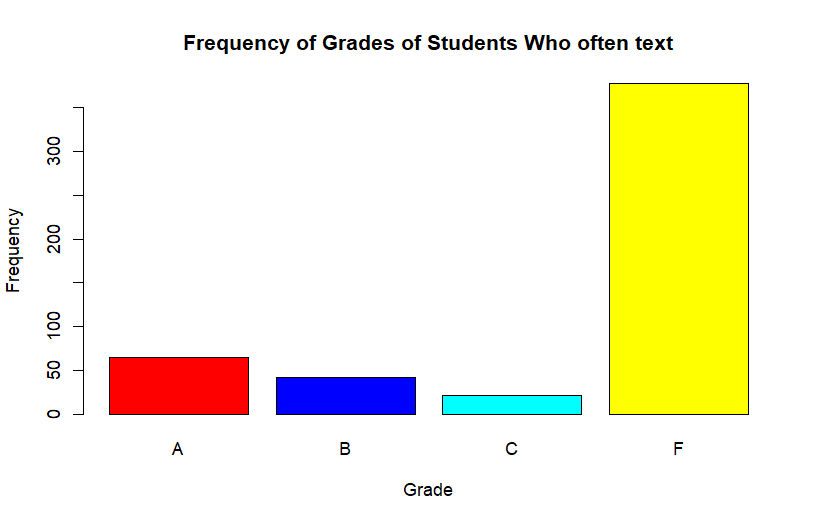 Frequency of Grades of Students Who often text
Frequency
300
200
100
50
0
A B C F
Grade